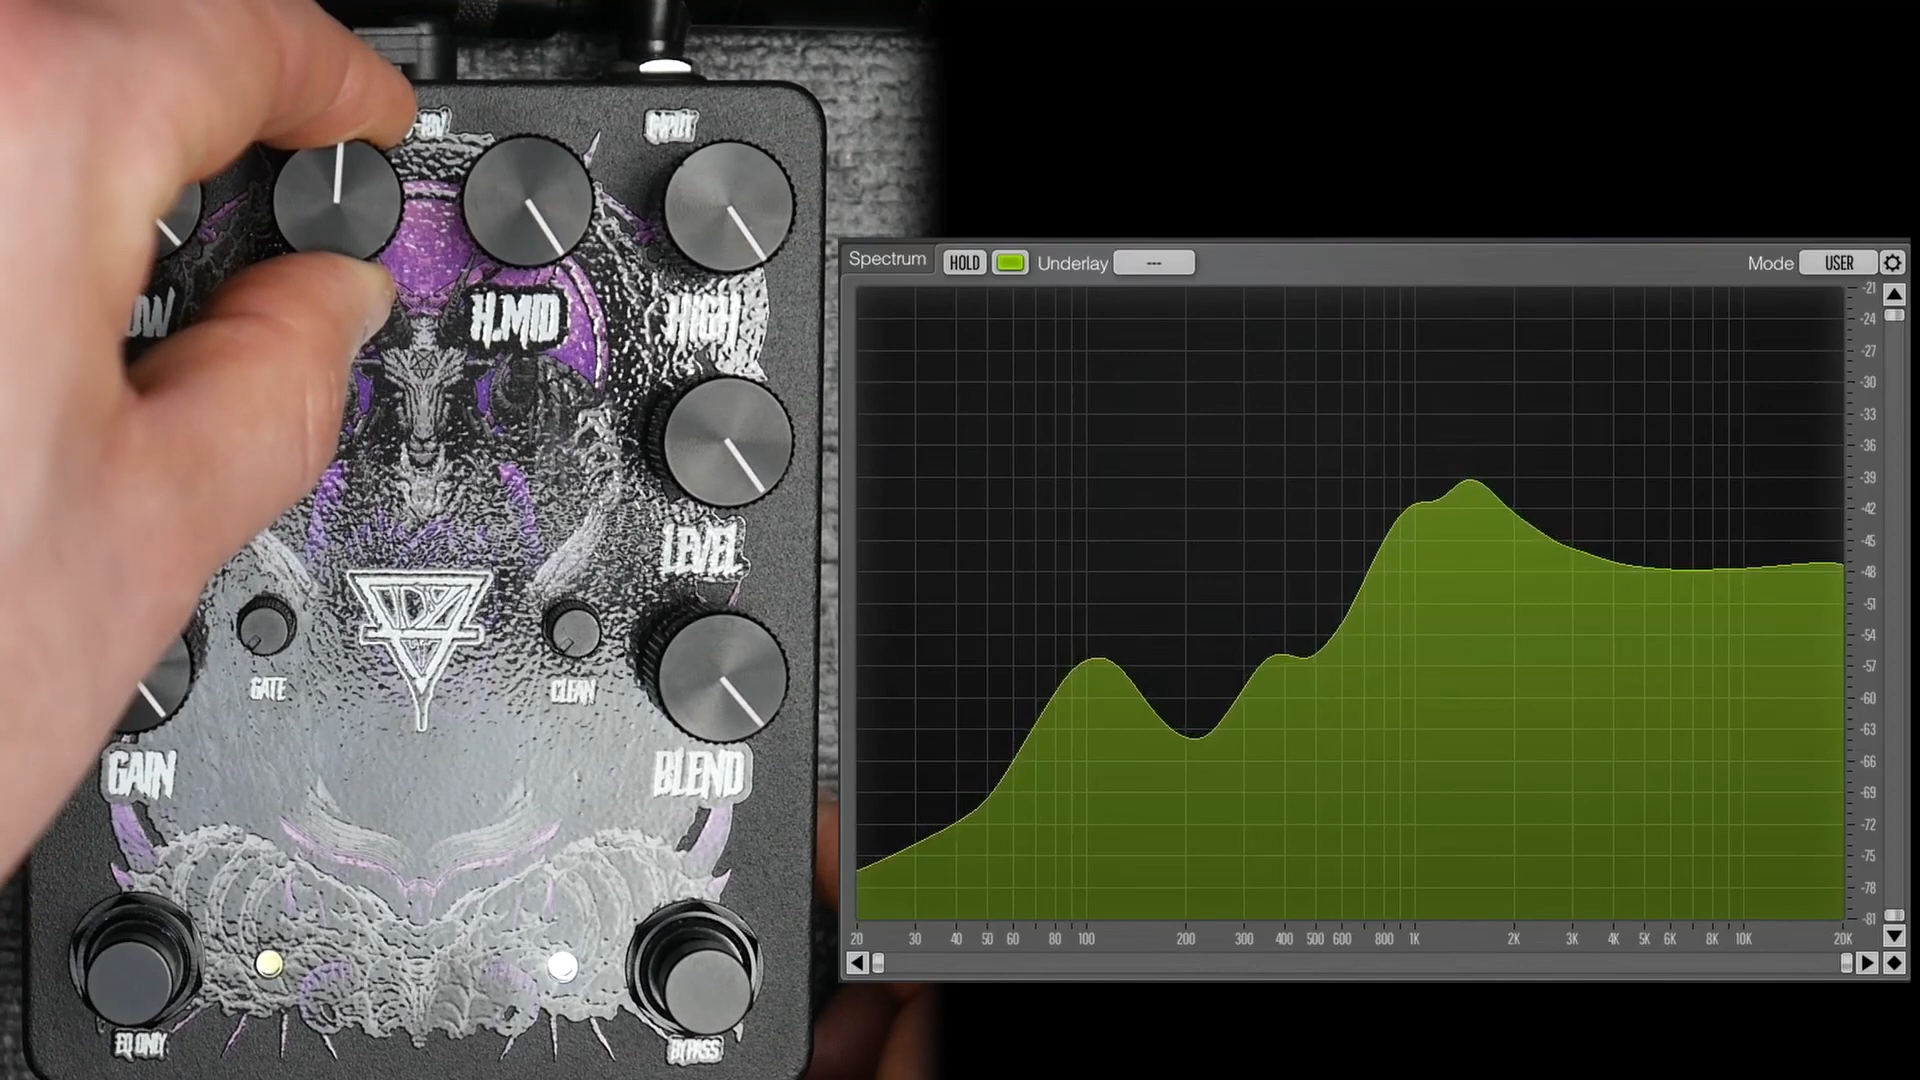 INPUT
H.MID
HIGH
LEVEL
GATE
CLEAN
GAIN
BLEND
EQ ONLY
BYPASS
Spectrum
HOLD
Underlay
---
Mode
USER
-21
-24
-27
-30
-33
-36
-39
-42
-45
-48
-51
-54
-57
-60
-63
-66
-69
-72
-75
-78
-81
20 30 40 50 60 80 100 200 300 400 500 600 800 1K 2K 3K 4K 5K 6K 8K 10K 20K